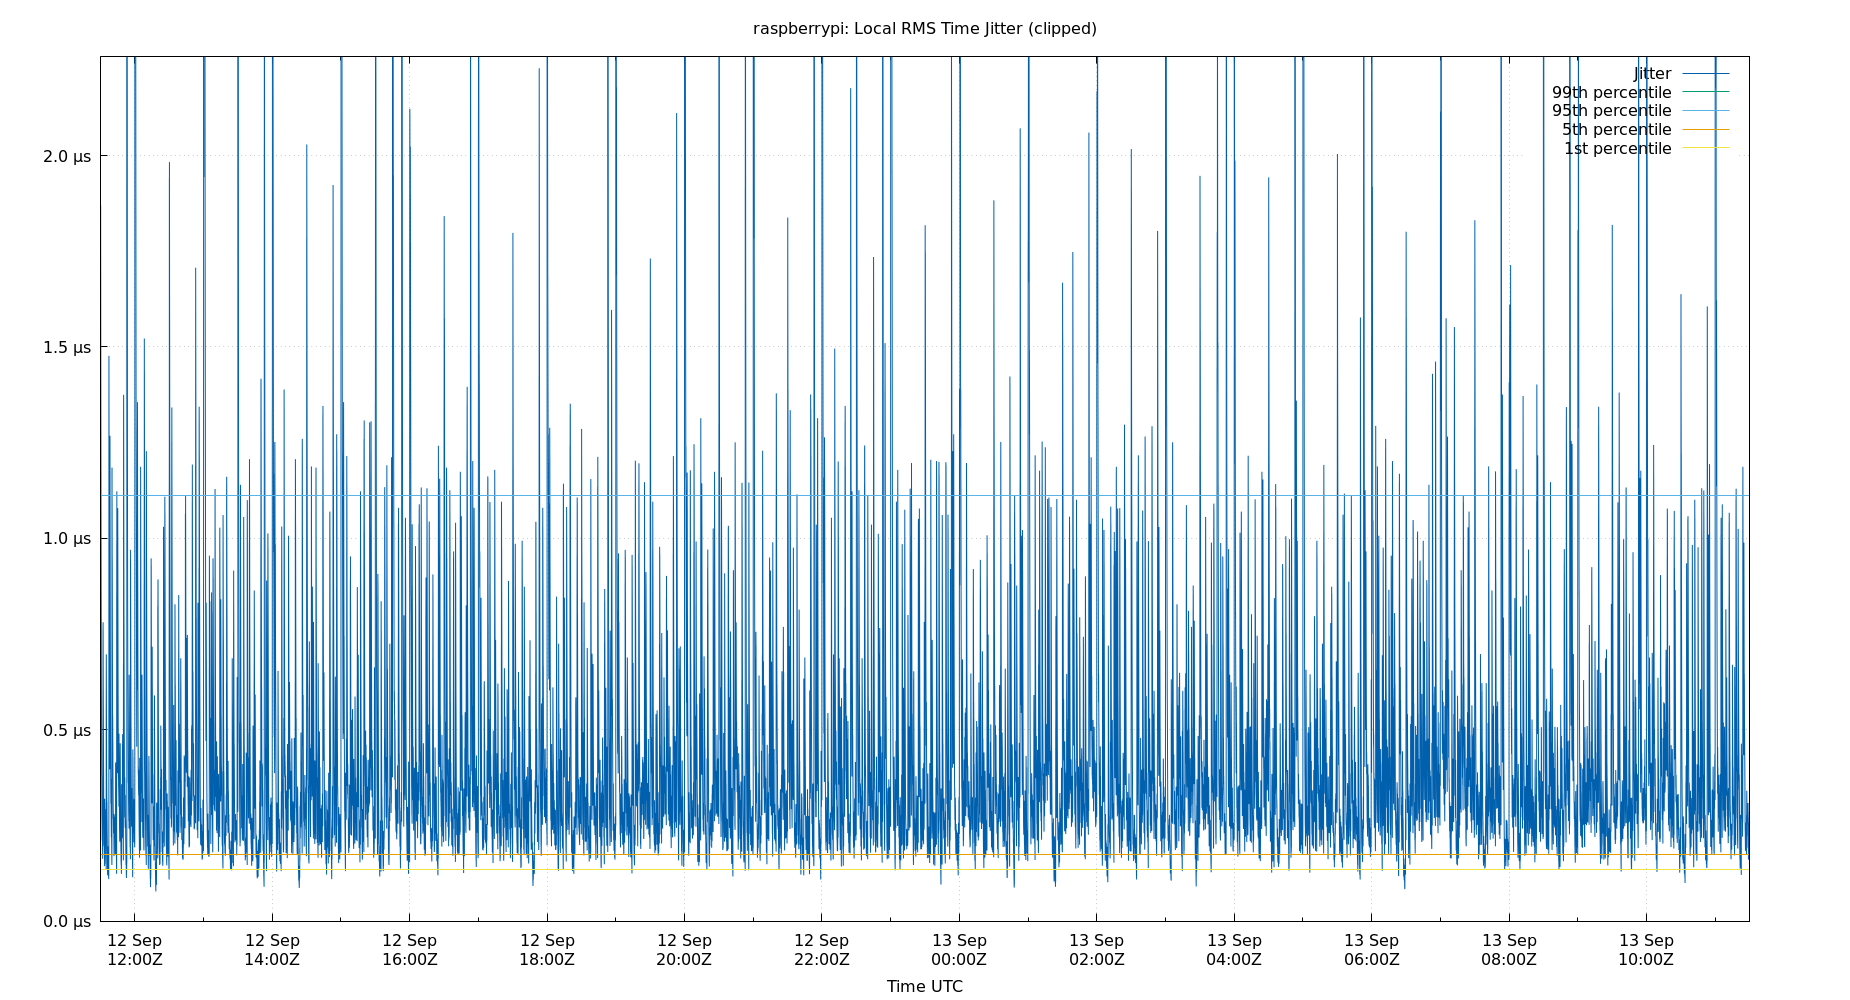 raspberrypi: Local RMS Time Jitter (clipped)
Jitter
99th percentile
95th percentile
5th percentile
1st percentile
2.0 µs
1.5 µs
1.0 µs
0.5 µs
0.0 µs
12 Sep 12 Sep 12 Sep 12 Sep 12 Sep 12 Sep 13 Sep 13 Sep 13 Sep 13 Sep 13 Sep 13 Sep
12:00Z 14:00Z 16:00Z 18:00Z 20:00Z 22:00Z 00:00Z 02:00Z 04:00Z 06:00Z 08:00Z 10:00Z
Time UTC